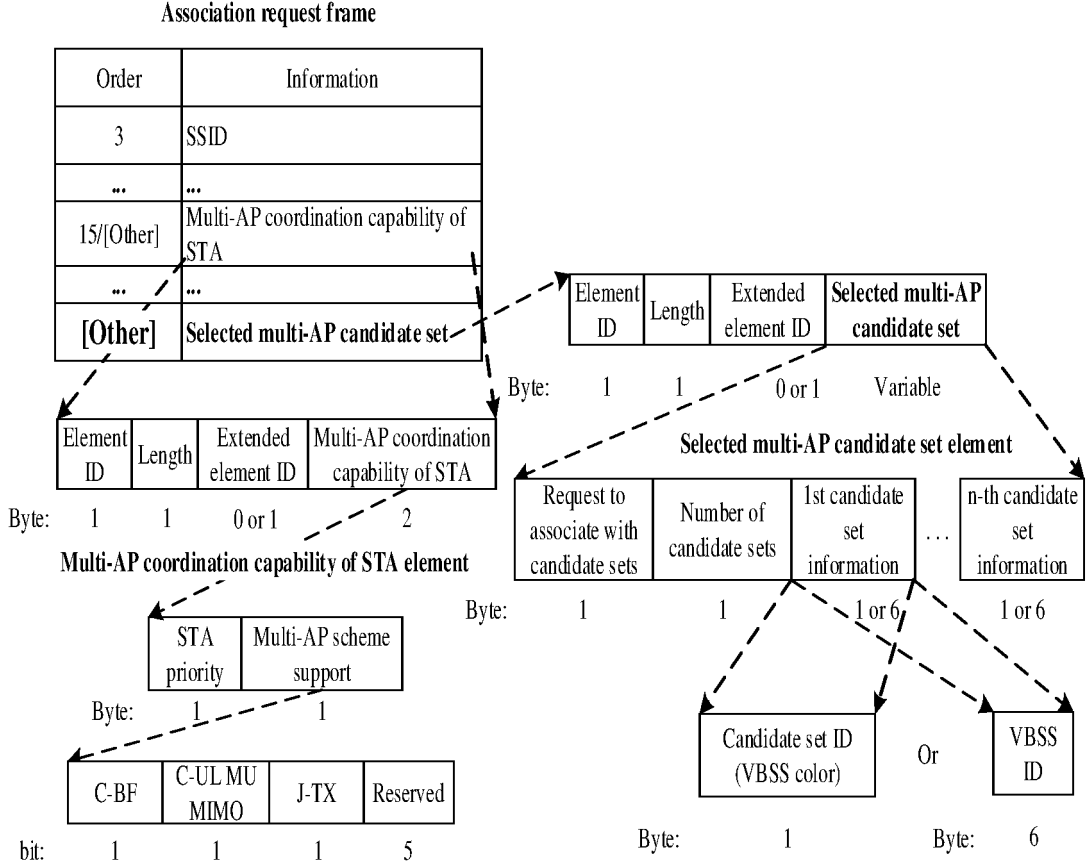 Association request frame
Order Information
3 SSID
... ...
15/[Other] Multi-AP coordination capability of
STA
... ...
[Other] Selected multi-AP candidate set
Element
ID
Length
Extended
element ID
Multi-AP coordination
capability of STA
Byte: 1 1 0 or 1 2
Multi-AP coordination capability of STA element
STA
priority
Multi-AP scheme
support
Byte: 1 1
C-BF
C-UL MU
MIMO
J-TX
Reserved
bit: 1 1 1 5
Element
ID
Length
Extended
element ID
Selected multi-AP
candidate set
Byte: 1 1 0 or 1 Variable
Selected multi-AP candidate set element
Request to
associate with
candidate sets
Number of
candidate sets
1st candidate
set
information
...
n-th candidate
set
information
Byte: 1 1 1 or 6 1 or 6
Candidate set ID
(VBSS color)
Or
VBSS
ID
Byte: 1 Byte: 6